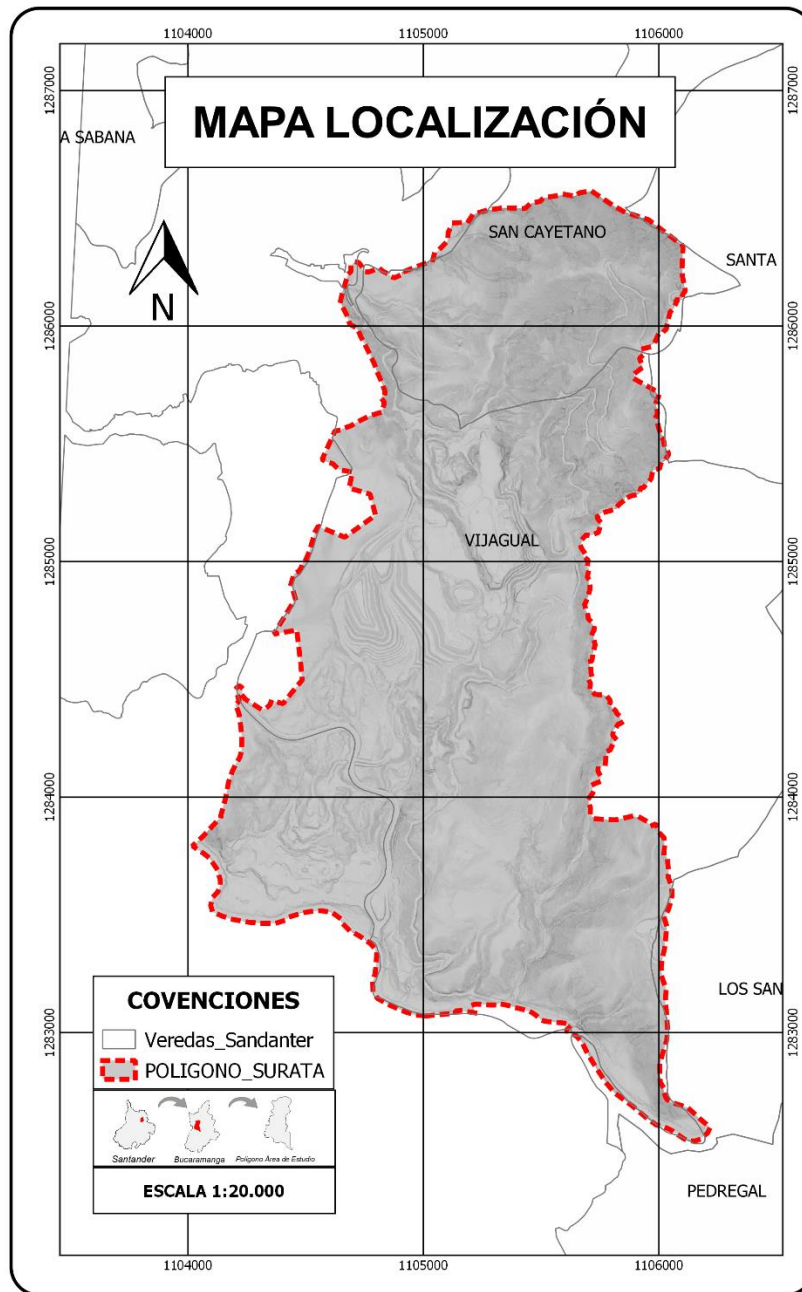 1104000
1105000
1106000
1287000
1287000
MAPA LOCALIZACIÓN
A SABANA
SAN CAYETANO
SANTA
N
1286000
1286000
VIJAGUAL
1285000
1285000
1284000
1284000
COVENCIONES
Veredas_Sandanter
POLIGONO_SURATA
LOS SAN
1283000
1283000
Santander
Bucaramanga
Poligono Área de Estudio
ESCALA 1:20.000
PEDREGAL
1104000
1105000
1106000